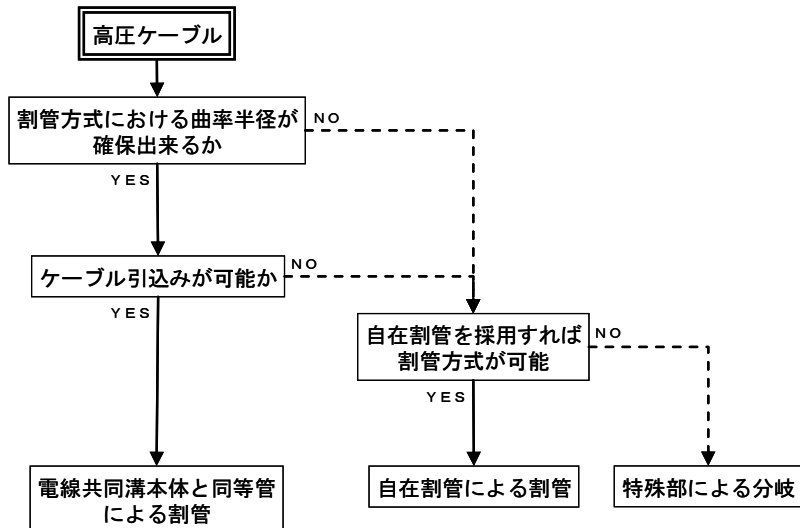 高圧ケーブル
割管方式における曲率半径が
確保出来るか
NO
YES
ケーブル引込みが可能か
NO
YES
自在割管を採用すれば
割管方式が可能
NO
YES
電線共同溝本体と同等管
による割管
自在割管による割管
特殊部による分岐